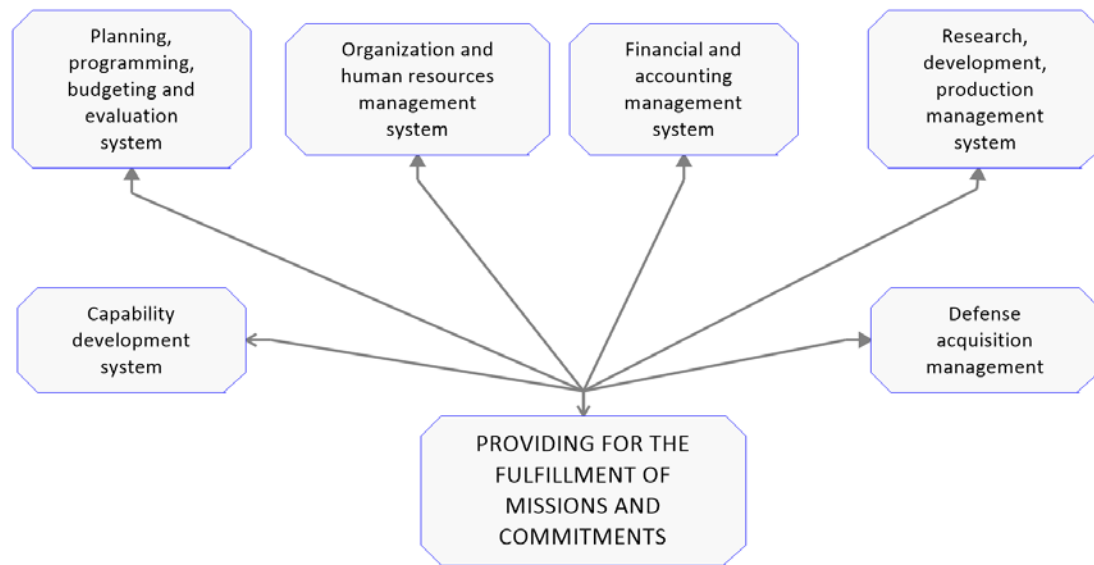 Planning,
programming,
budgeting and
evaluation
system
Organization and
human resources
management
system
Financial and
accounting
management
system
Research,
development,
production
management
system
Capability
development
system
Defense
acquisition
management
PROVIDING FOR THE
FULFILLMENT OF
MISSIONS AND
COMMITMENTS